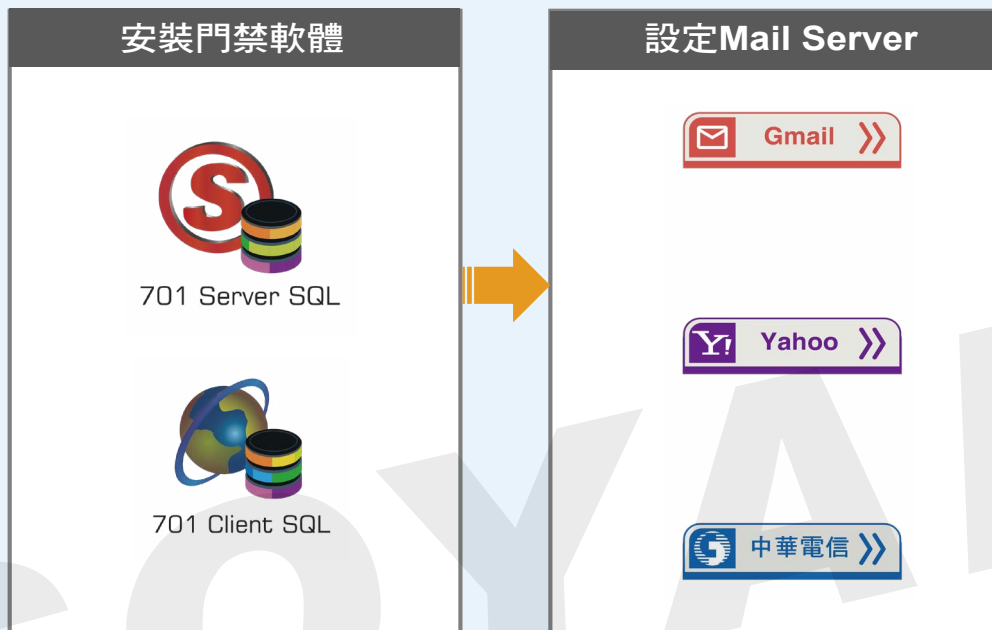 安裝門禁軟體
701 Server SQL
701 Client SQL
設定Mail Server
Gmail
Yahoo
中華電信
SOYAL